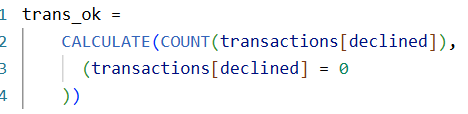 1 trans_ok =
2 CALCULATE(COUNT(transactions[declined]),
3 (transactions[declined] = 0
4 ))